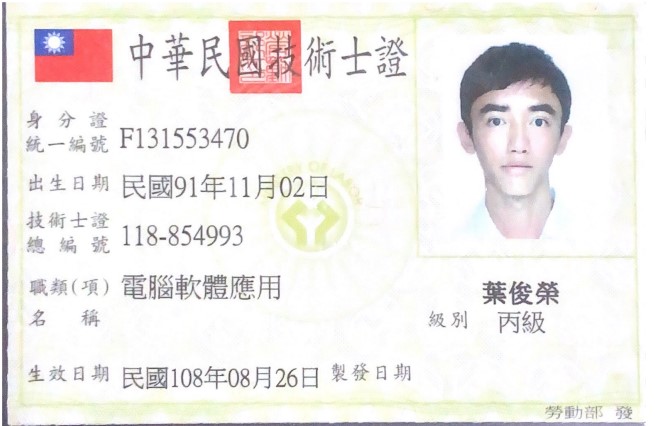 中華民國技術士證
身分證
統一編號 F131553470
出生日期 民國91年11月02日
技術士證
總編號 118-854993
職類(項) 電腦軟體應用
名稱
葉俊榮
級別 丙級
生效日期 民國108年08月26日 製發日期
勞動部 發